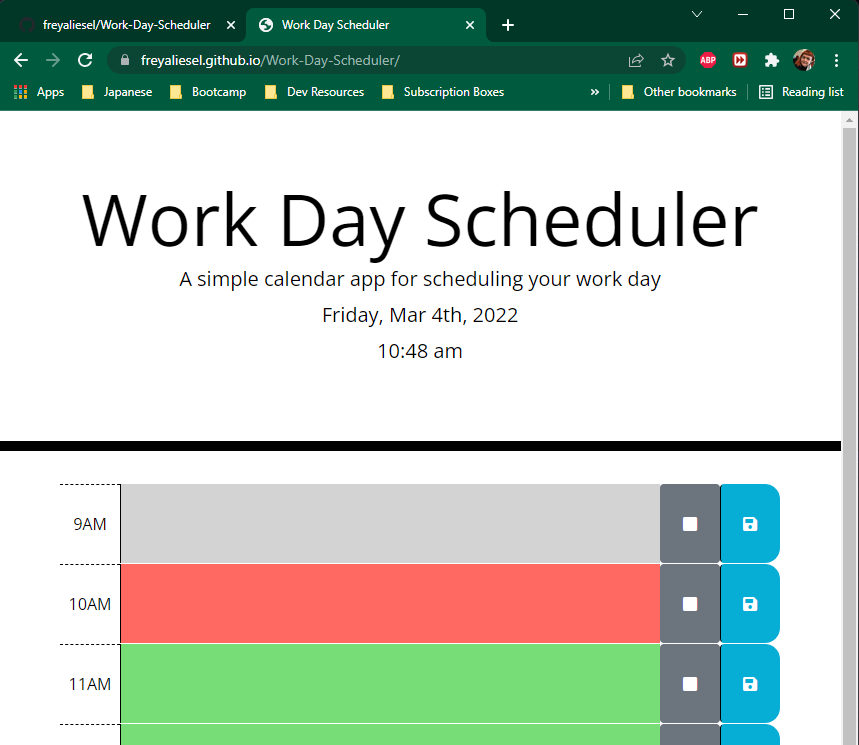 freyaliesel/Work-Day-Scheduler
Work Day Scheduler
freyaliesel.github.io/Work-Day-Scheduler/
ABP
Apps
Japanese
Bootcamp
Dev Resources
Subscription Boxes
»
Other bookmarks
Reading list
Work Day Scheduler
A simple calendar app for scheduling your work day
Friday, Mar 4th, 2022
10:48 am
9AM
10AM
11AM